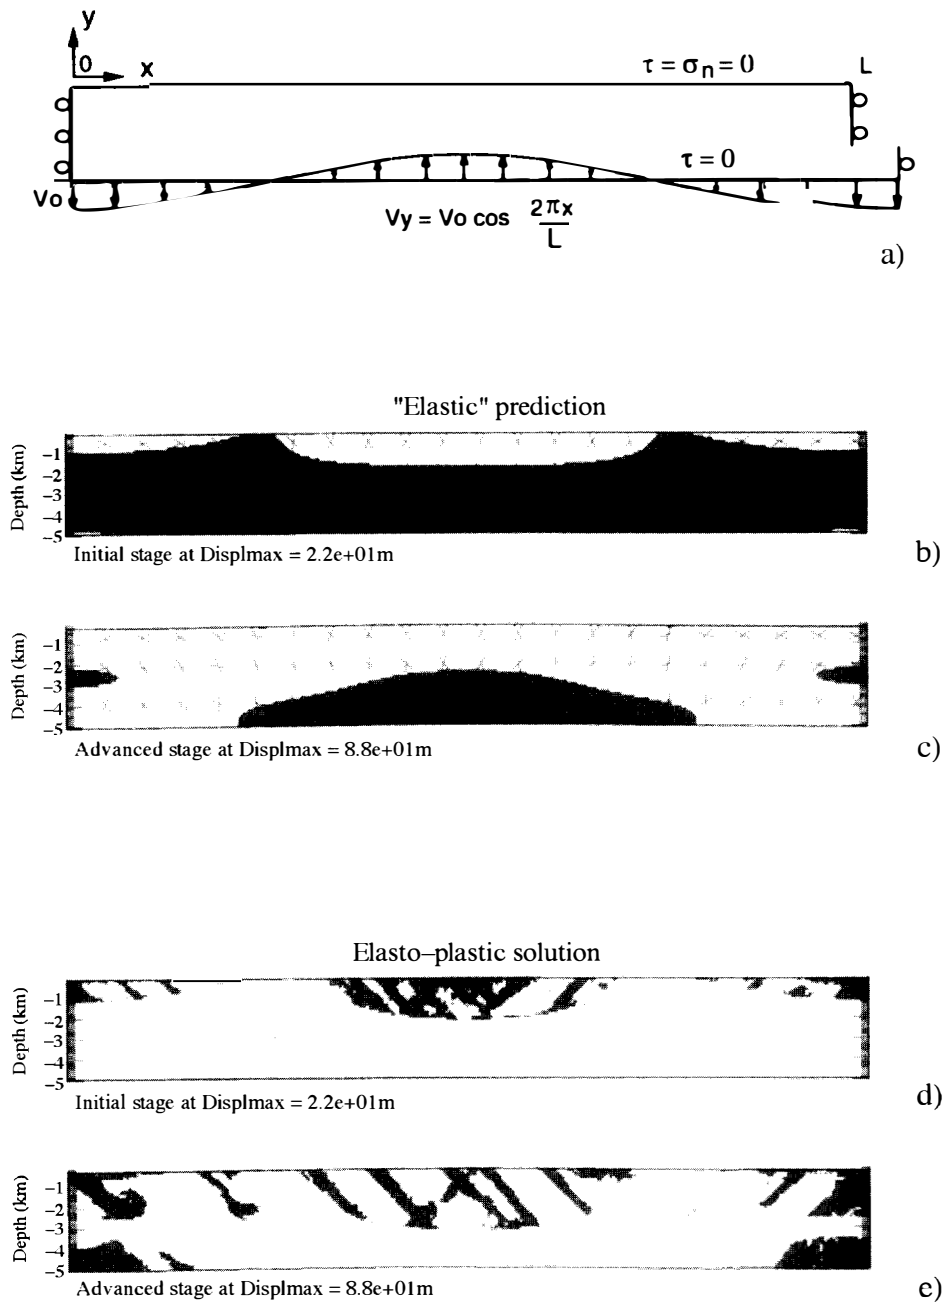 y
0 x
τ = σn = 0 L
τ = 0
Vo
Vy = Vo cos 2πx / L
a)
"Elastic" prediction
Depth (km)
-1
-2
-3
-4
-5
Initial stage at Displmax = 2.2e+01m
b)
Depth (km)
-1
-2
-3
-4
-5
Advanced stage at Displmax = 8.8e+01m
c)
Elasto–plastic solution
Depth (km)
-1
-2
-3
-4
-5
Initial stage at Displmax = 2.2e+01m
d)
Depth (km)
-1
-2
-3
-4
-5
Advanced stage at Displmax = 8.8e+01m
e)